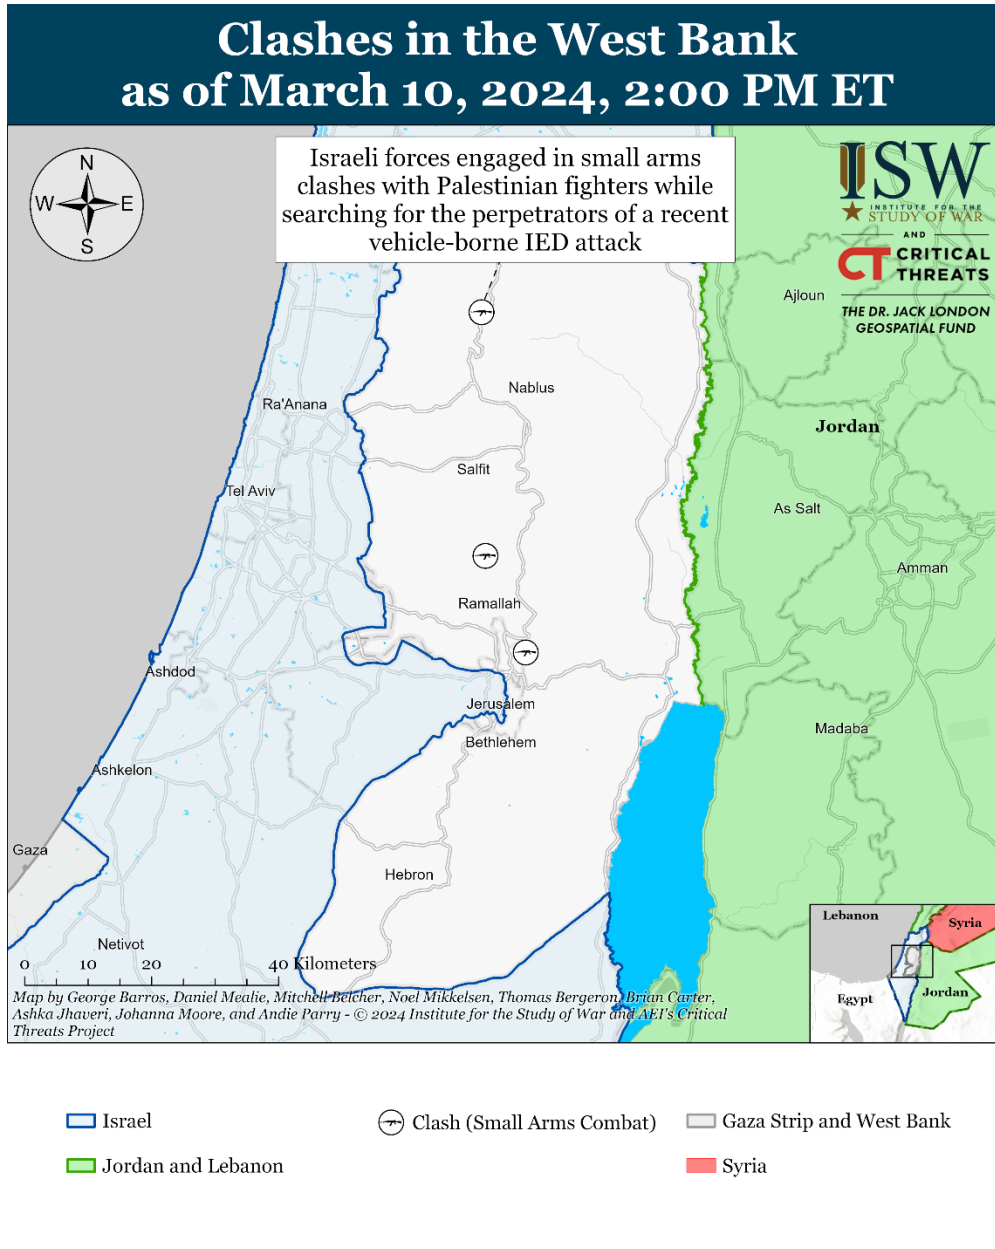 Clashes in the West Bank
as of March 10, 2024, 2:00 PM ET
N
W E
S
Israeli forces engaged in small arms
clashes with Palestinian fighters while
searching for the perpetrators of a recent
vehicle-borne IED attack
ISW
INSTITUTE FOR THE
STUDY OF WAR
AND
CT CRITICAL
THREATS
THE DR. JACK LONDON
GEOSPATIAL FUND
Ajloun
Nablus
Ra'Anana
Jordan
Salfit
Tel Aviv
As Salt
Amman
Ramallah
Ashdod
Jerusalem
Madaba
Bethlehem
Ashkelon
Gaza
Hebron
Netivot
0 10 20 40 Kilometers
Map by George Barros, Daniel Mealie, Mitchell Belcher, Noel Mikkelsen, Thomas Bergeron, Brian Carter,
Ashka Jhaveri, Johanna Moore, and Andie Parry - © 2024 Institute for the Study of War and AEI's Critical
Threats Project
Lebanon
Syria
Jordan
Egypt
Israel
Clash (Small Arms Combat)
Gaza Strip and West Bank
Jordan and Lebanon
Syria